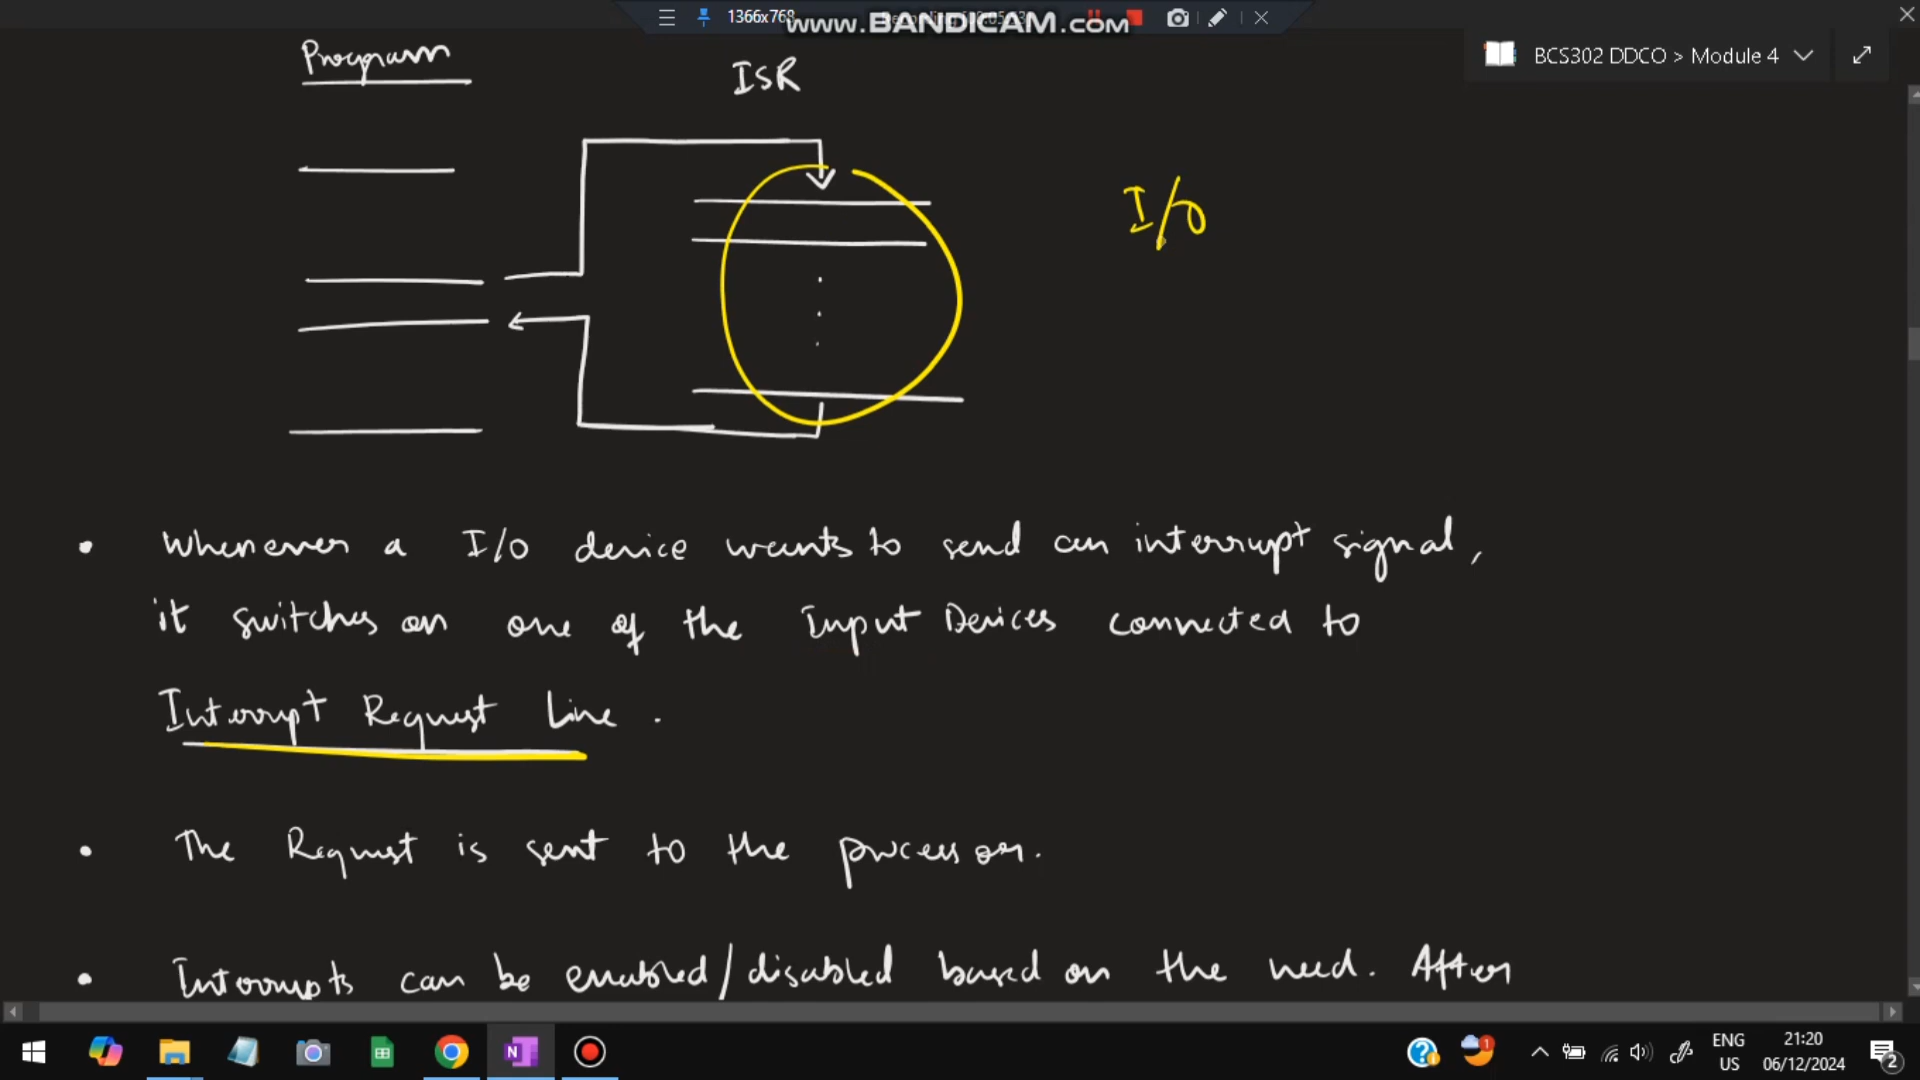 1366x768
www.BANDICAM.com
BCS302 DDCO > Module 4
Program
ISR
I/O
• Whenever a I/O device wants to send an interrupt signal,
it switches on one of the Input Devices connected to
Interrupt Request Line.
• The Request is sent to the processor.
• Interrupts can be enabled/disabled based on the need. After
ENG
US
21:20
06/12/2024
2
1